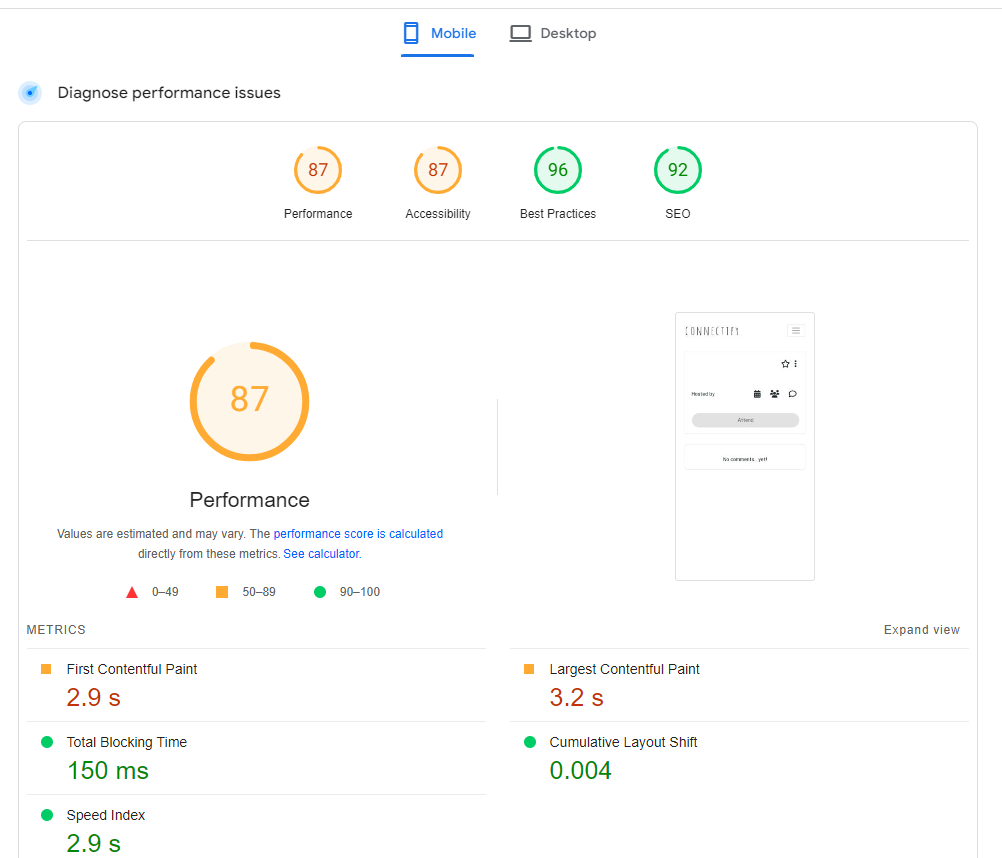 Mobile
Desktop
Diagnose performance issues
87
87
96
92
Performance
Accessibility
Best Practices
SEO
87
CONNECTIFY
Hosted by
Attend
No comments.. yet!
Performance
Values are estimated and may vary. The performance score is calculated
directly from these metrics. See calculator.
0–49
50–89
90–100
METRICS
Expand view
First Contentful Paint
2.9 s
Largest Contentful Paint
3.2 s
Total Blocking Time
150 ms
Cumulative Layout Shift
0.004
Speed Index
2.9 s